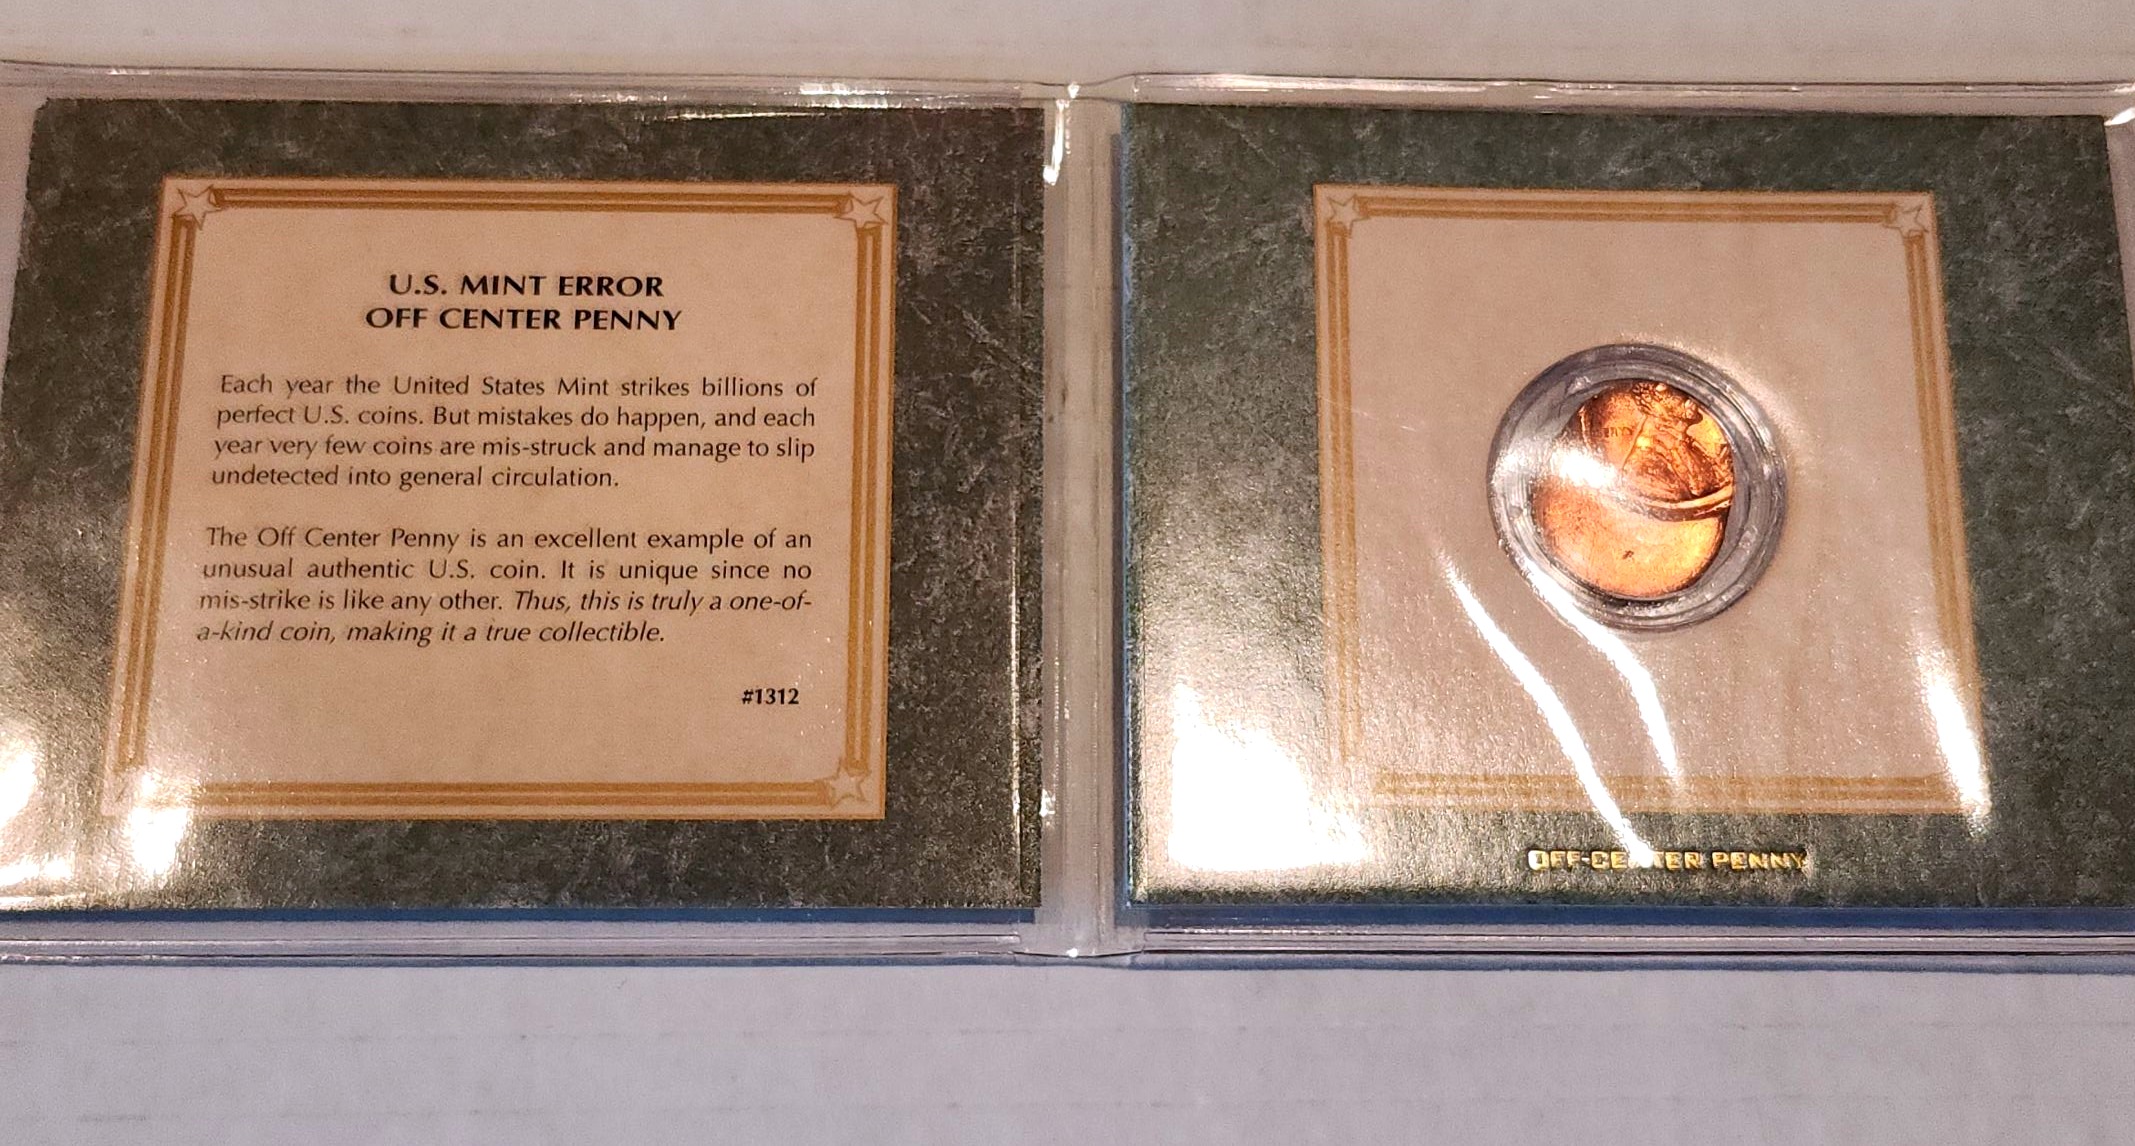 U.S. MINT ERROR
OFF CENTER PENNY
Each year the United States Mint strikes billions of
perfect U.S. coins. But mistakes do happen, and each
year very few coins are mis-struck and manage to slip
undetected into general circulation.
The Off Center Penny is an excellent example of an
unusual authentic U.S. coin. It is unique since no
mis-strike is like any other. Thus, this is truly a one-of-
a-kind coin, making it a true collectible.
#1312
OFF-CENTER PENNY